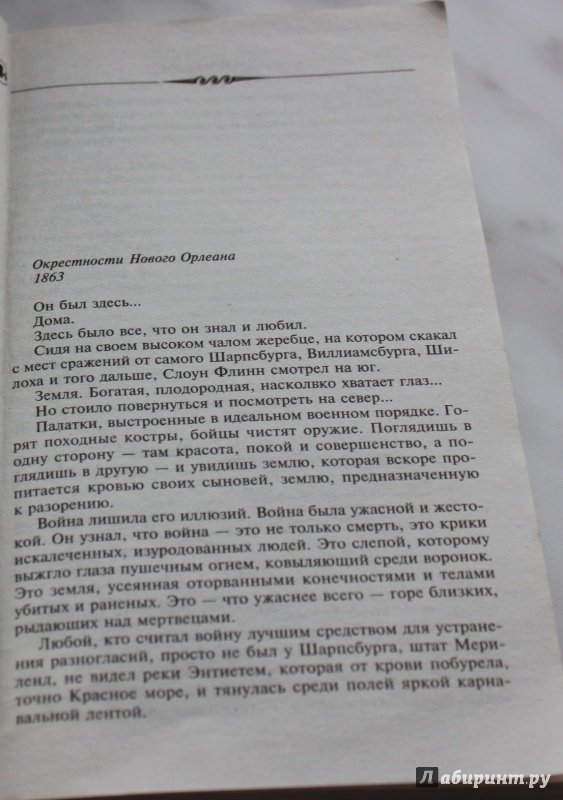 Окрестности Нового Орлеана
1863
Он был здесь...
Дома.
Здесь было все, что он знал и любил.
Сидя на своем высоком чалом жеребце, на котором скакал
с мест сражений от самого Шарпсбурга, Виллиамсбурга, Ши-
лоха и того дальше, Слоун Флинн смотрел на юг.
Земля. Богатая, плодородная, насколько хватает глаз...
Но стоило повернуться и посмотреть на север...
Палатки, выстроенные в идеальном военном порядке. Го-
рят походные костры, бойцы чистят оружие. Поглядишь в
одну сторону — там красота, покой и совершенство, а по-
глядишь в другую — и увидишь землю, которая вскоре про-
питается кровью своих сыновей, землю, предназначенную
к разорению.
Война лишила его иллюзий. Война была ужасной и жесто-
кой. Он узнал, что война — это не только смерть, это крики
искалеченных, изуродованных людей. Это слепой, которому
выжгло глаза пушечным огнем, ковыляющий среди воронок.
Это земля, усеянная оторванными конечностями и телами
убитых и раненых. Это — что ужаснее всего — горе близких,
рыдающих над мертвецами.
Любой, кто считал войну лучшим средством для устране-
ния разногласий, просто не был у Шарпсбурга, штат Мери-
ленд, не видел реки Энтиетем, которая от крови побурела,
точно Красное море, и тянулась среди полей яркой карна-
вальной лентой.
Лабиринт.ру